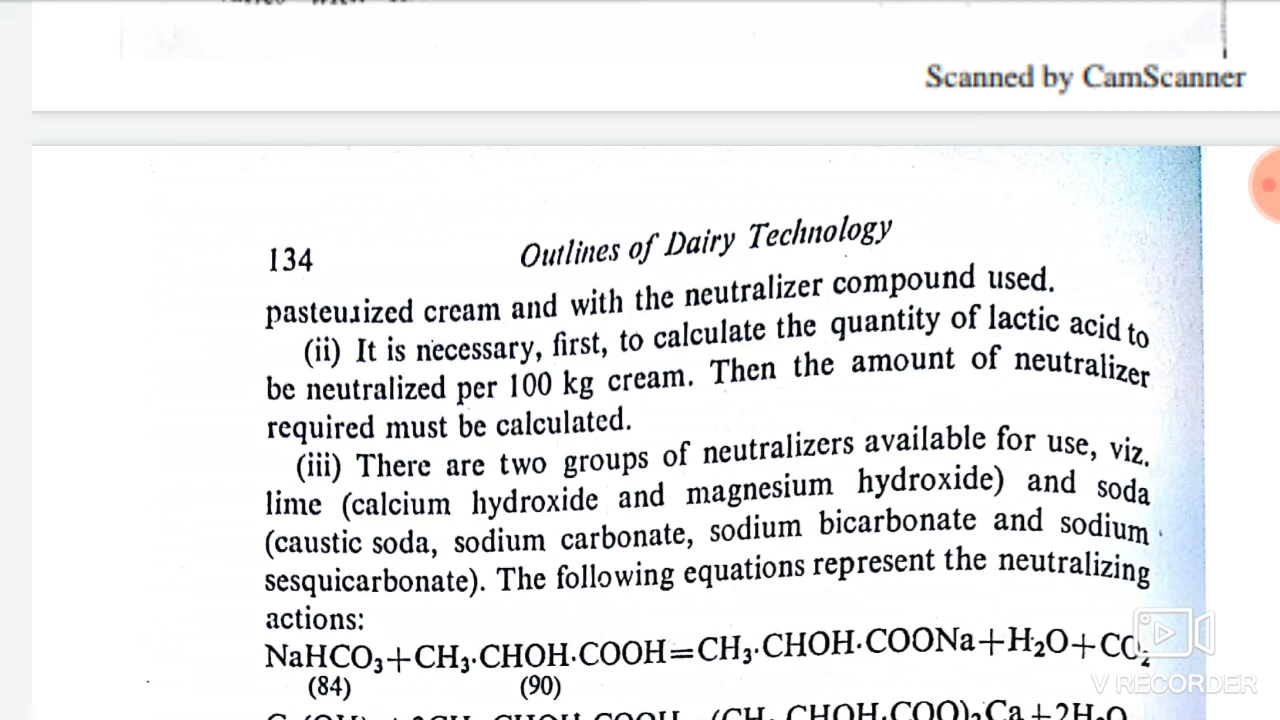 Scanned by CamScanner
134 Outlines of Dairy Technology
pasteurized cream and with the neutralizer compound used.
(ii) It is necessary, first, to calculate the quantity of lactic acid to
be neutralized per 100 kg cream. Then the amount of neutralizer
required must be calculated.
(iii) There are two groups of neutralizers available for use, viz.
lime (calcium hydroxide and magnesium hydroxide) and soda
(caustic soda, sodium carbonate, sodium bicarbonate and sodium
sesquicarbonate). The following equations represent the neutralizing
actions:
NaHCO₃+CH₃·CHOH·COOH=CH₃·CHOH·COONa+H₂O+CO₂
(84) (90)
V RECORDER